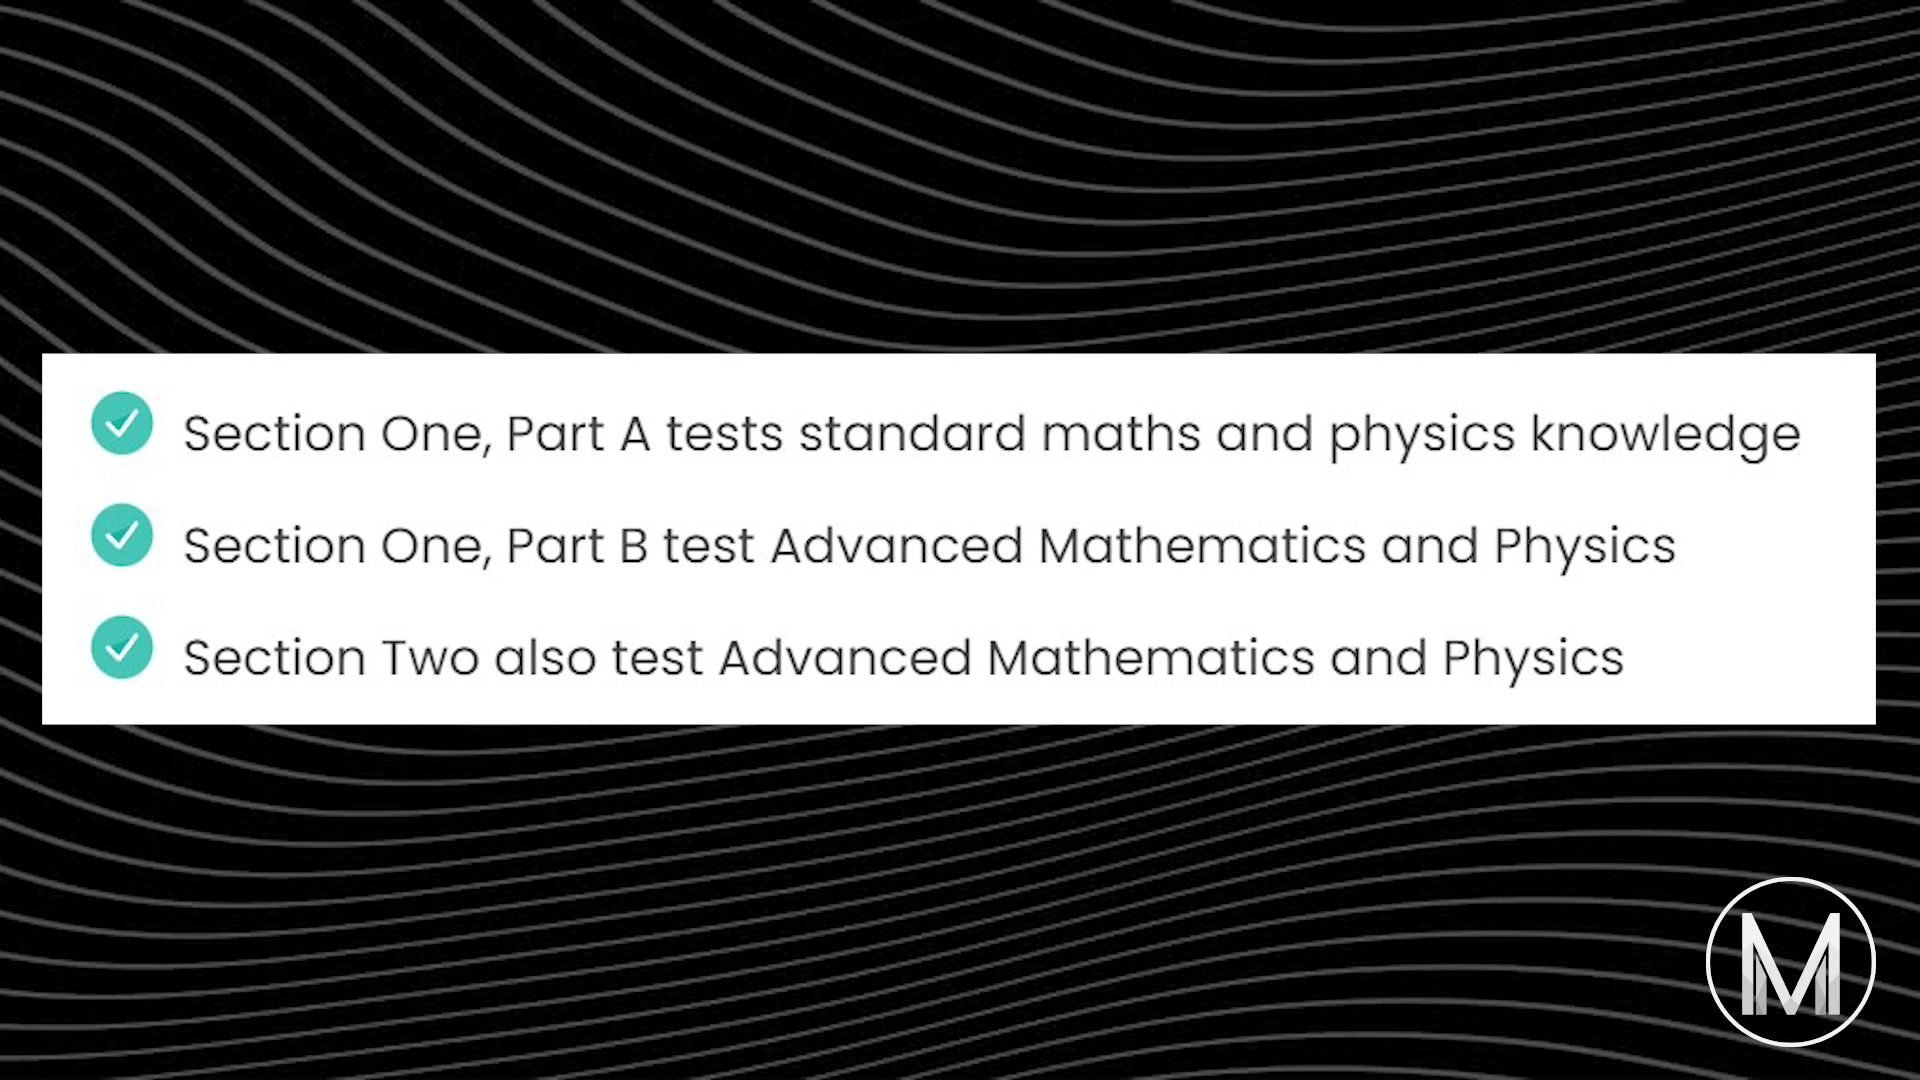 Section One, Part A tests standard maths and physics knowledge
Section One, Part B test Advanced Mathematics and Physics
Section Two also test Advanced Mathematics and Physics
M